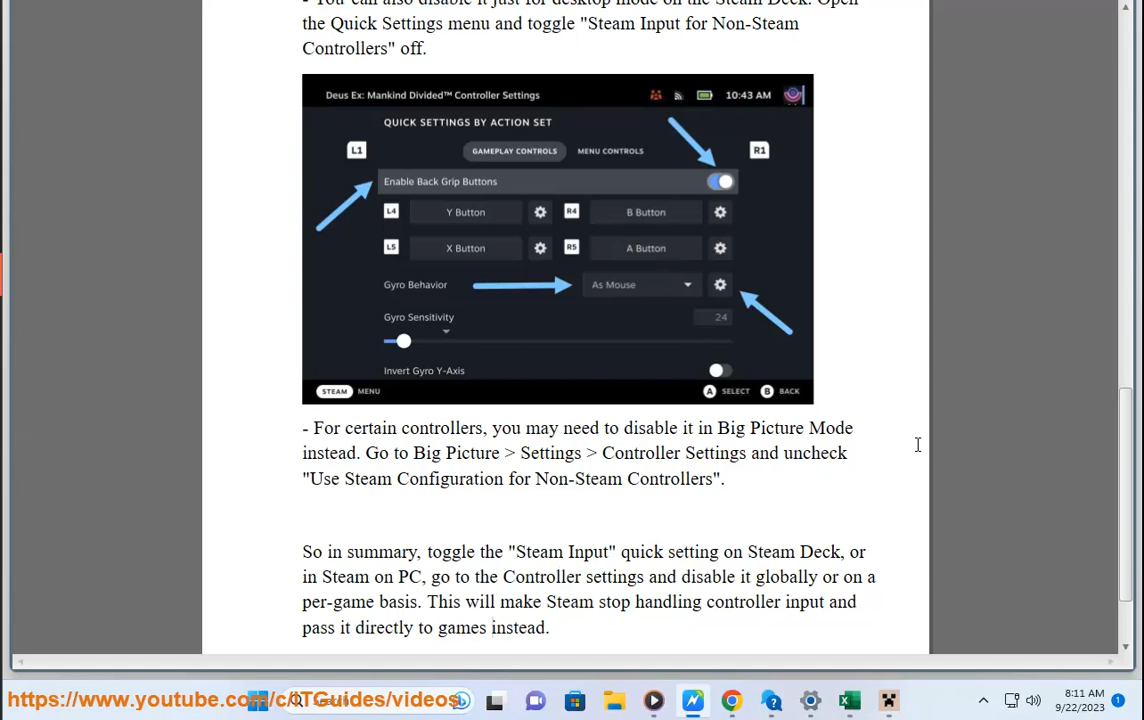 - You can also disable it just for desktop mode on the Steam Deck. Open
the Quick Settings menu and toggle "Steam Input for Non-Steam
Controllers" off.
Deus Ex: Mankind Divided™ Controller Settings 10:43 AM
QUICK SETTINGS BY ACTION SET
L1 GAMEPLAY CONTROLS MENU CONTROLS R1
Enable Back Grip Buttons
L4 Y Button R4 B Button
L5 X Button R5 A Button
Gyro Behavior As Mouse
Gyro Sensitivity 24
Invert Gyro Y-Axis
STEAM MENU A SELECT B BACK
- For certain controllers, you may need to disable it in Big Picture Mode
instead. Go to Big Picture > Settings > Controller Settings and uncheck
"Use Steam Configuration for Non-Steam Controllers".
So in summary, toggle the "Steam Input" quick setting on Steam Deck, or
in Steam on PC, go to the Controller settings and disable it globally or on a
per-game basis. This will make Steam stop handling controller input and
pass it directly to games instead.
https://www.youtube.com/c/ITGuides/videos
8:11 AM
9/22/2023
1